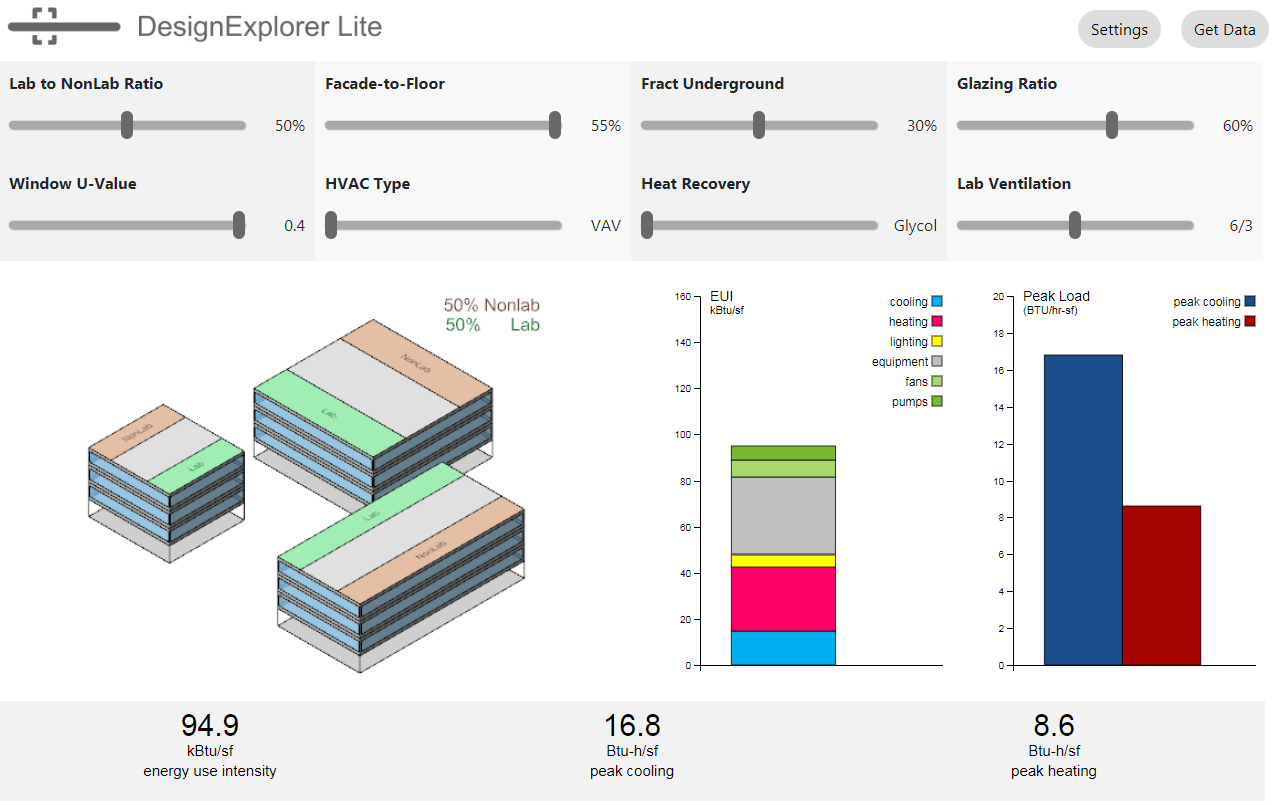 DesignExplorer Lite
Settings
Get Data
Lab to NonLab Ratio
50%
Facade-to-Floor
55%
Fract Underground
30%
Glazing Ratio
60%
Window U-Value
0.4
HVAC Type
VAV
Heat Recovery
Glycol
Lab Ventilation
6/3
50% Nonlab
50% Lab
NonLab
Lab
NonLab
Lab
Lab
NonLab
EUI
kBtu/sf
160
140
120
100
80
60
40
20
0
cooling
heating
lighting
equipment
fans
pumps
Peak Load
(BTU/hr-sf)
20
18
16
14
12
10
8
6
4
2
0
peak cooling
peak heating
94.9
kBtu/sf
energy use intensity
16.8
Btu-h/sf
peak cooling
8.6
Btu-h/sf
peak heating